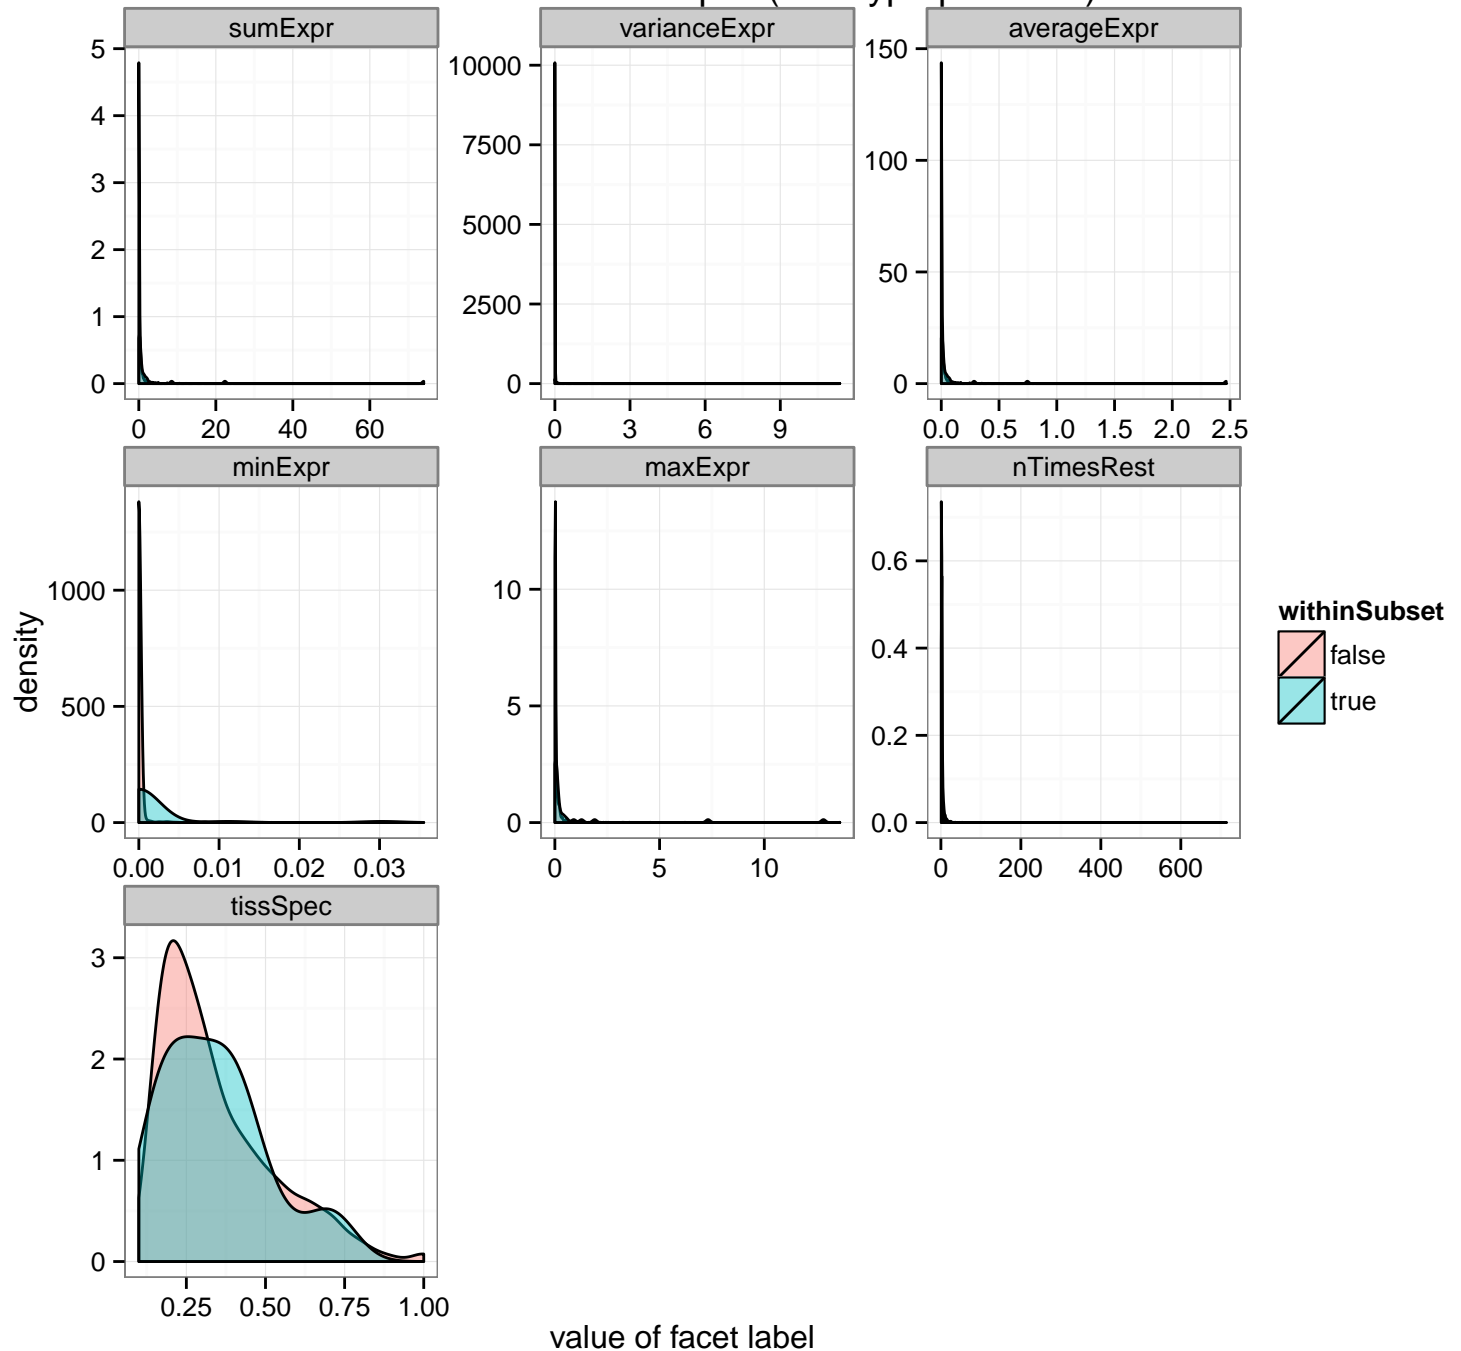 sumExpr varianceExpr averageExpr
5 4 3 2 1 0
0 20 40 60
10000 7500 5000 2500 0
0 3 6 9
150 100 50 0
0.0 0.5 1.0 1.5 2.0 2.5
minExpr maxExpr nTimesRest
1000 500 0
0.00 0.01 0.02 0.03
10 5 0
0 5 10
0.6 0.4 0.2 0.0
0 200 400 600
tissSpec
3 2 1 0
0.25 0.50 0.75 1.00
density
value of facet label
withinSubset
false
true